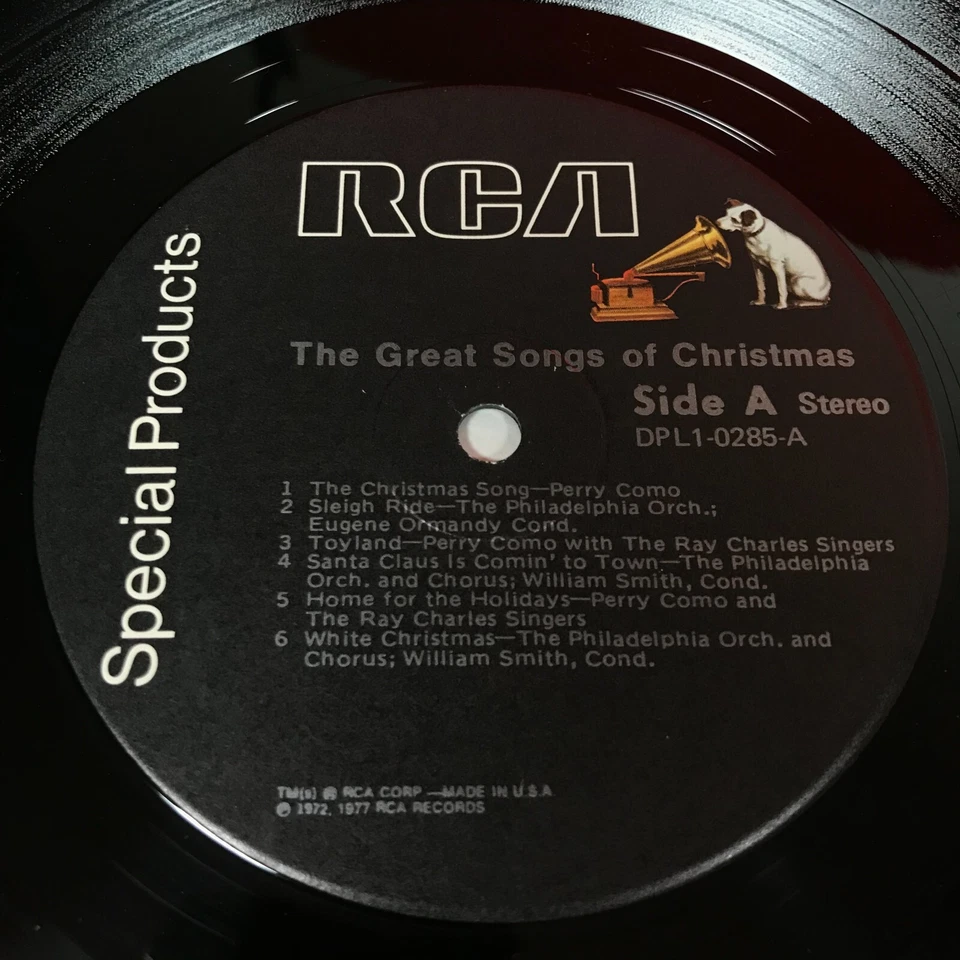 RCA
Special Products
The Great Songs of Christmas
Side A Stereo
DPL1-0285-A
1 The Christmas Song—Perry Como
2 Sleigh Ride—The Philadelphia Orch.;
Eugene Ormandy Cond.
3 Toyland—Perry Como with The Ray Charles Singers
4 Santa Claus Is Comin' to Town—The Philadelphia
Orch. and Chorus; William Smith, Cond.
5 Home for the Holidays—Perry Como and
The Ray Charles Singers
6 White Christmas—The Philadelphia Orch. and
Chorus; William Smith, Cond.
TM(s) ® RCA CORP —MADE IN U.S.A
℗ 1972, 1977 RCA RECORDS